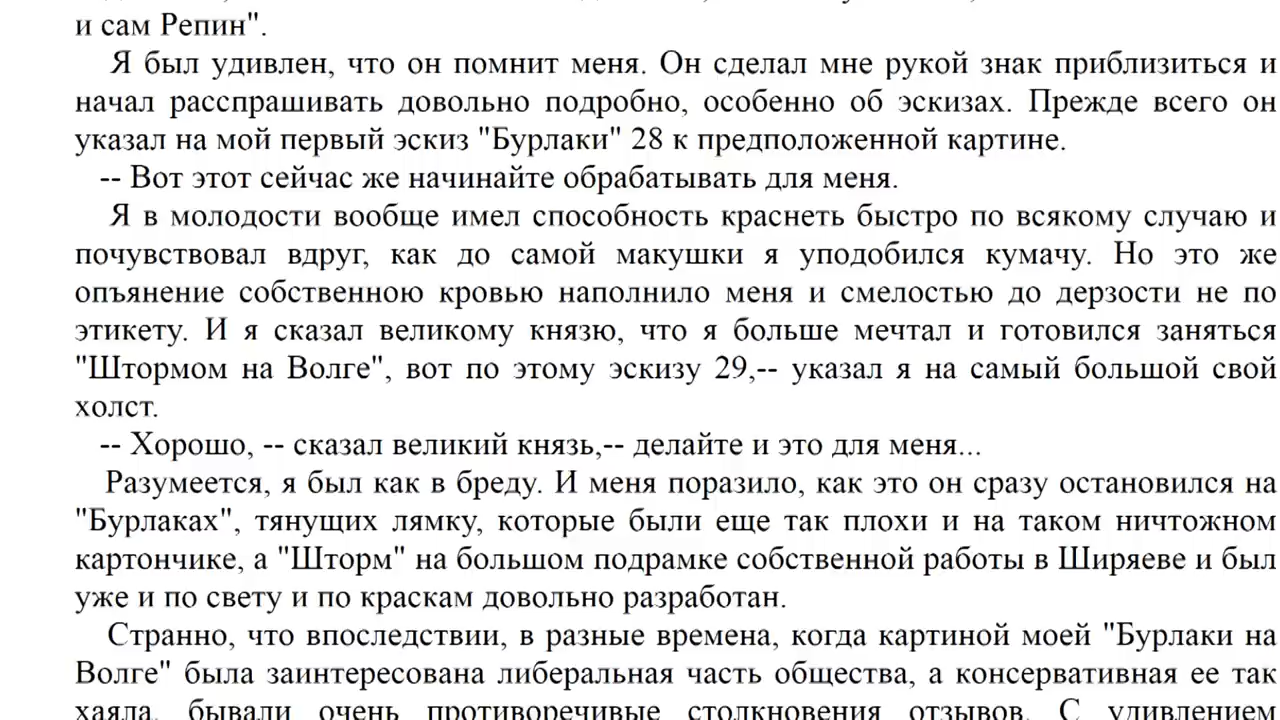 и сам Репин".
Я был удивлен, что он помнит меня. Он сделал мне рукой знак приблизиться и
начал расспрашивать довольно подробно, особенно об эскизах. Прежде всего он
указал на мой первый эскиз "Бурлаки" 28 к предположенной картине.
-- Вот этот сейчас же начинайте обрабатывать для меня.
Я в молодости вообще имел способность краснеть быстро по всякому случаю и
почувствовал вдруг, как до самой макушки я уподобился кумачу. Но это же
опъянение собственною кровью наполнило меня и смелостью до дерзости не по
этикету. И я сказал великому князю, что я больше мечтал и готовился заняться
"Штормом на Волге", вот по этому эскизу 29,-- указал я на самый большой свой
холст.
-- Хорошо, -- сказал великий князь,-- делайте и это для меня...
Разумеется, я был как в бреду. И меня поразило, как это он сразу остановился на
"Бурлаках", тянущих лямку, которые были еще так плохи и на таком ничтожном
картончике, а "Шторм" на большом подрамке собственной работы в Ширяеве и был
уже и по свету и по краскам довольно разработан.
Странно, что впоследствии, в разные времена, когда картиной моей "Бурлаки на
Волге" была заинтересована либеральная часть общества, а консервативная ее так
хаяла, бывали очень противоречивые столкновения отзывов. С удивлением